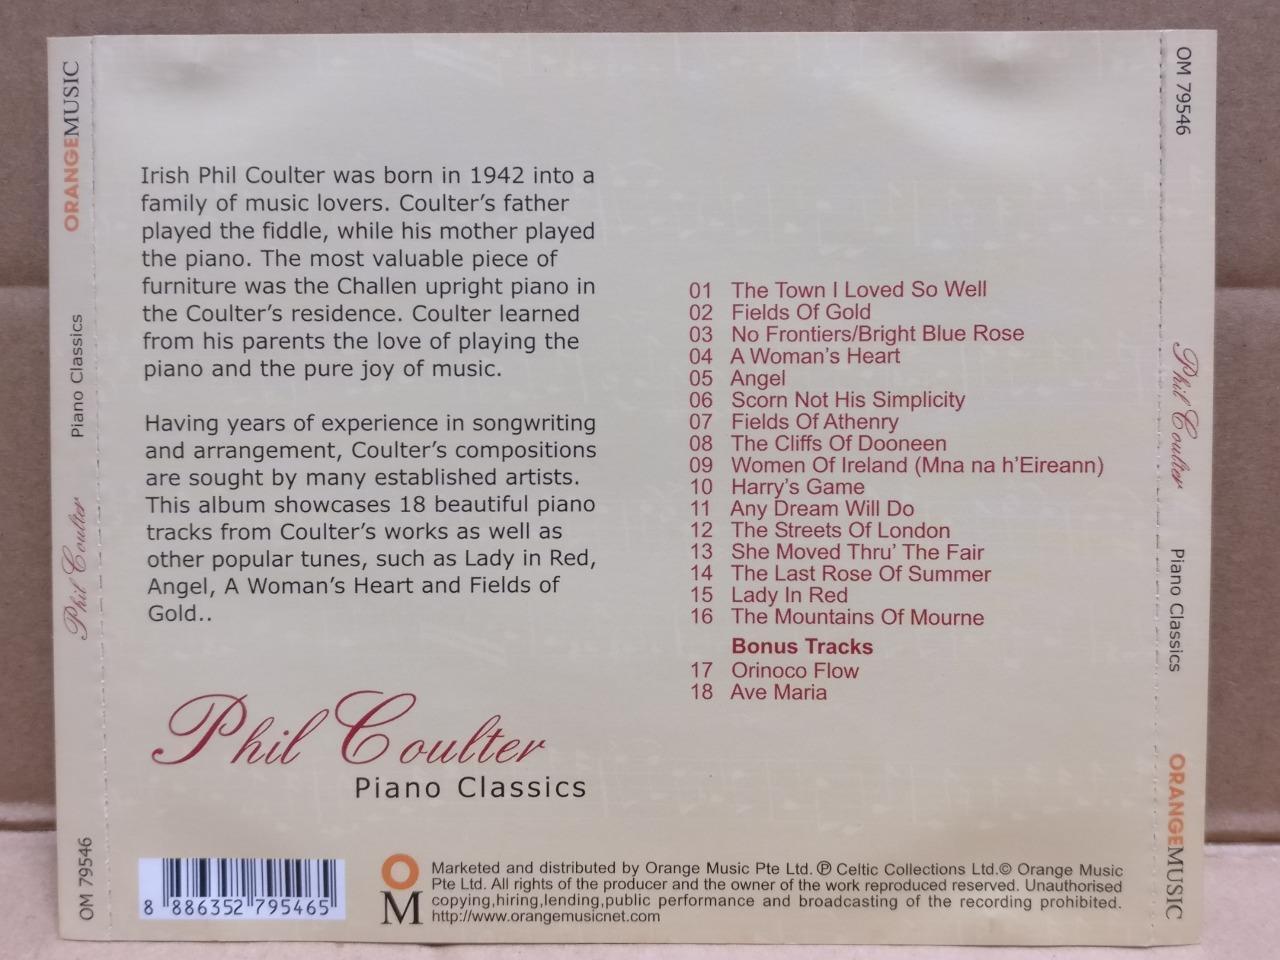 ORANGEMUSIC
Piano Classics
Phil Coulter
OM 79546
Irish Phil Coulter was born in 1942 into a
family of music lovers. Coulter's father
played the fiddle, while his mother played
the piano. The most valuable piece of
furniture was the Challen upright piano in
the Coulter's residence. Coulter learned
from his parents the love of playing the
piano and the pure joy of music.
Having years of experience in songwriting
and arrangement, Coulter's compositions
are sought by many established artists.
This album showcases 18 beautiful piano
tracks from Coulter's works as well as
other popular tunes, such as Lady in Red,
Angel, A Woman's Heart and Fields of
Gold..
Phil Coulter
Piano Classics
01 The Town I Loved So Well
02 Fields Of Gold
03 No Frontiers/Bright Blue Rose
04 A Woman's Heart
05 Angel
06 Scorn Not His Simplicity
07 Fields Of Athenry
08 The Cliffs Of Dooneen
09 Women Of Ireland (Mna na h'Eireann)
10 Harry's Game
11 Any Dream Will Do
12 The Streets Of London
13 She Moved Thru' The Fair
14 The Last Rose Of Summer
15 Lady In Red
16 The Mountains Of Mourne
Bonus Tracks
17 Orinoco Flow
18 Ave Maria
8 886352 795465
OM
Marketed and distributed by Orange Music Pte Ltd. Ⓟ Celtic Collections Ltd.© Orange Music
Pte Ltd. All rights of the producer and the owner of the work reproduced reserved. Unauthorised
copying,hiring,lending,public performance and broadcasting of the recording prohibited.
http://www.orangemusicnet.com
OM 79546
Phil Coulter
Piano Classics
ORANGEMUSIC